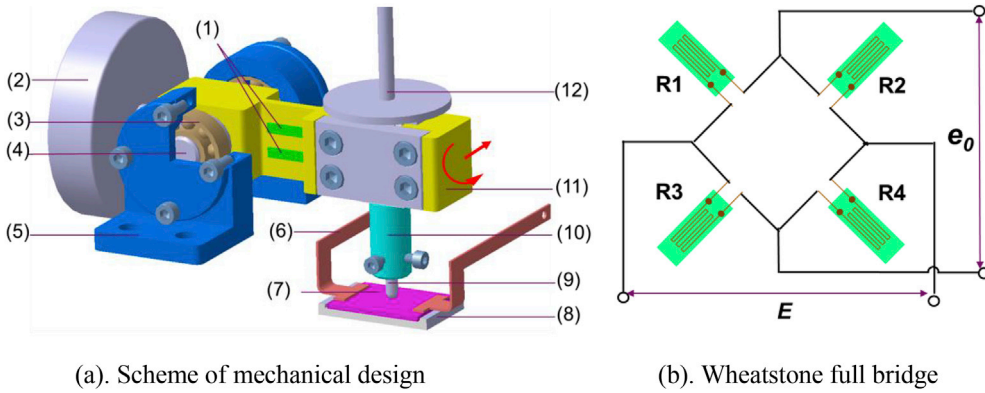 (1)
(2)
(3)
(4)
(5)
(6)
(7)
(8)
(9)
(10)
(11)
(12)
R1
R2
R3
R4
e0
E
(a). Scheme of mechanical design
(b). Wheatstone full bridge